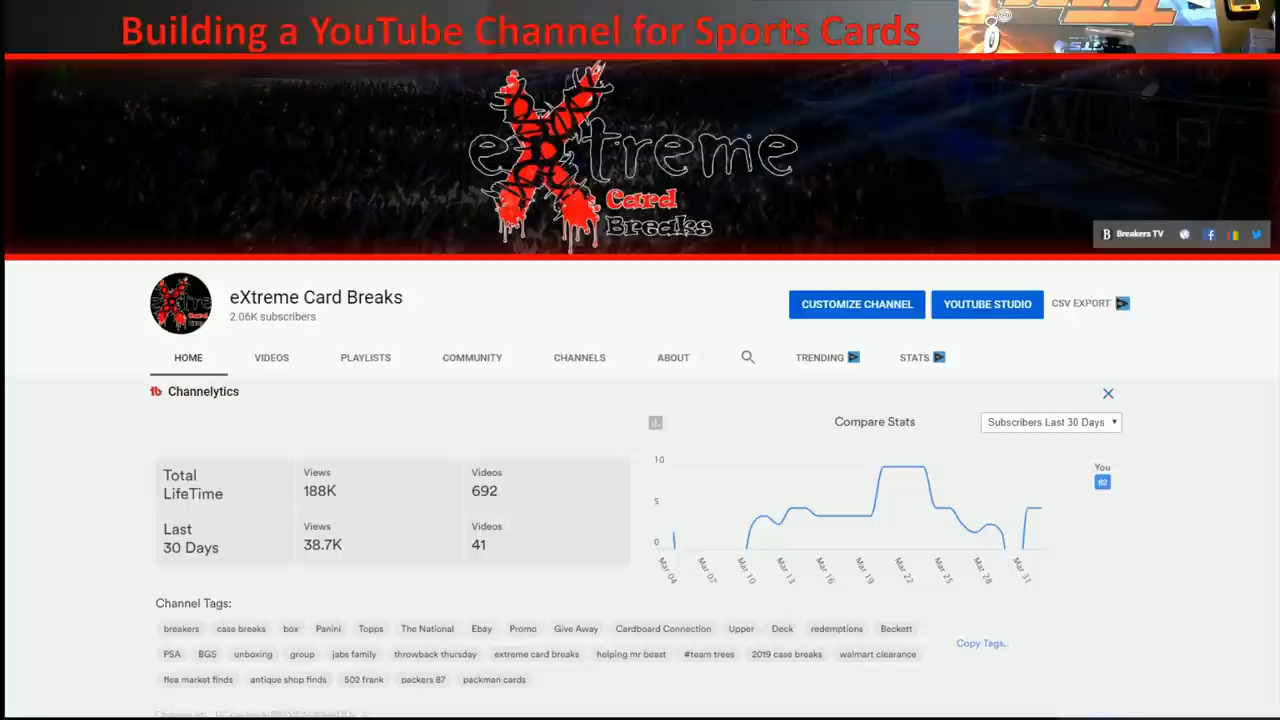 Building a YouTube Channel for Sports Cards
eXtreme
Card
Breaks
B Breakers TV
eXtreme Card Breaks
2.06K subscribers
CUSTOMIZE CHANNEL
YOUTUBE STUDIO
CSV EXPORT
HOME
VIDEOS
PLAYLISTS
COMMUNITY
CHANNELS
ABOUT
TRENDING
STATS
tb Channelytics
Compare Stats
Subscribers Last 30 Days
Total LifeTime
Views
188K
Videos
692
Last 30 Days
Views
38.7K
Videos
41
10
5
0
Mar 04
Mar 07
Mar 10
Mar 13
Mar 16
Mar 19
Mar 22
Mar 25
Mar 28
Mar 31
You
82
Channel Tags:
breakers case breaks box Panini Topps The National Ebay Promo Give Away Cardboard Connection Upper Deck redemptions Beckett
PSA BGS unboxing group jabs family throwback thursday extreme card breaks helping mr beast #team trees 2019 case breaks walmart clearance
flea market finds antique shop finds 502 frank packers 87 packman cards
Copy Tags..